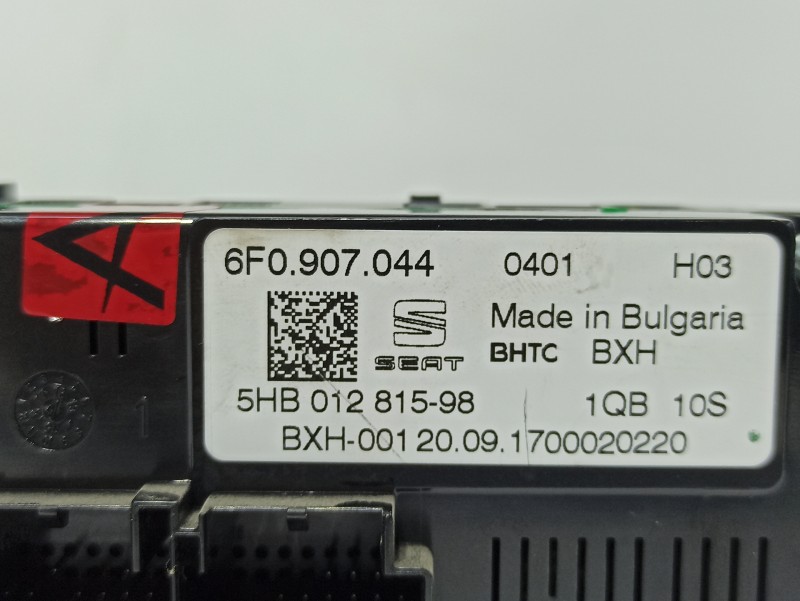 A
6F0.907.044 0401 H03
SEAT
Made in Bulgaria
BHTC BXH
5HB 012 815-98 1QB 10S
BXH-001 20.09.1700020220
1